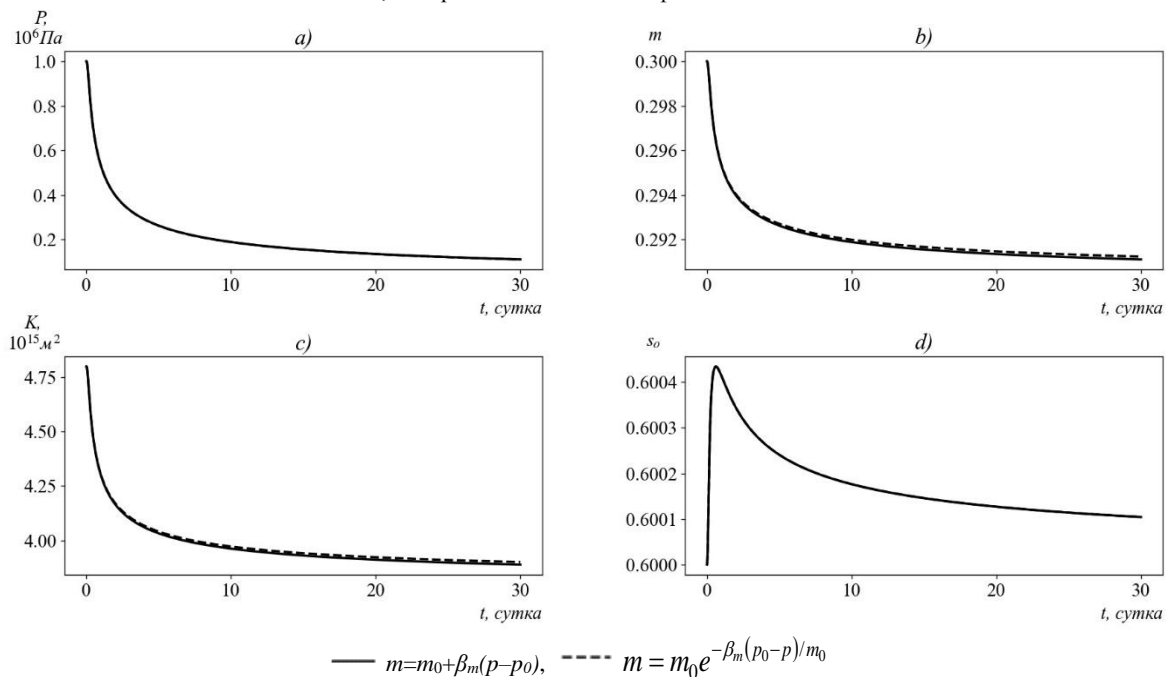 P,
10⁶Па
a)
1.0
0.8
0.6
0.4
0.2
0
10
20
30
t, сутка
m
b)
0.300
0.298
0.296
0.294
0.292
0
10
20
30
t, сутка
K,
10¹⁵м²
c)
4.75
4.50
4.25
4.00
0
10
20
30
t, сутка
sₒ
d)
0.6004
0.6003
0.6002
0.6001
0.6000
0
10
20
30
t, сутка
m=m₀+βₘ(p–p₀), m = m₀e^{-βₘ(p₀-p)/m₀}